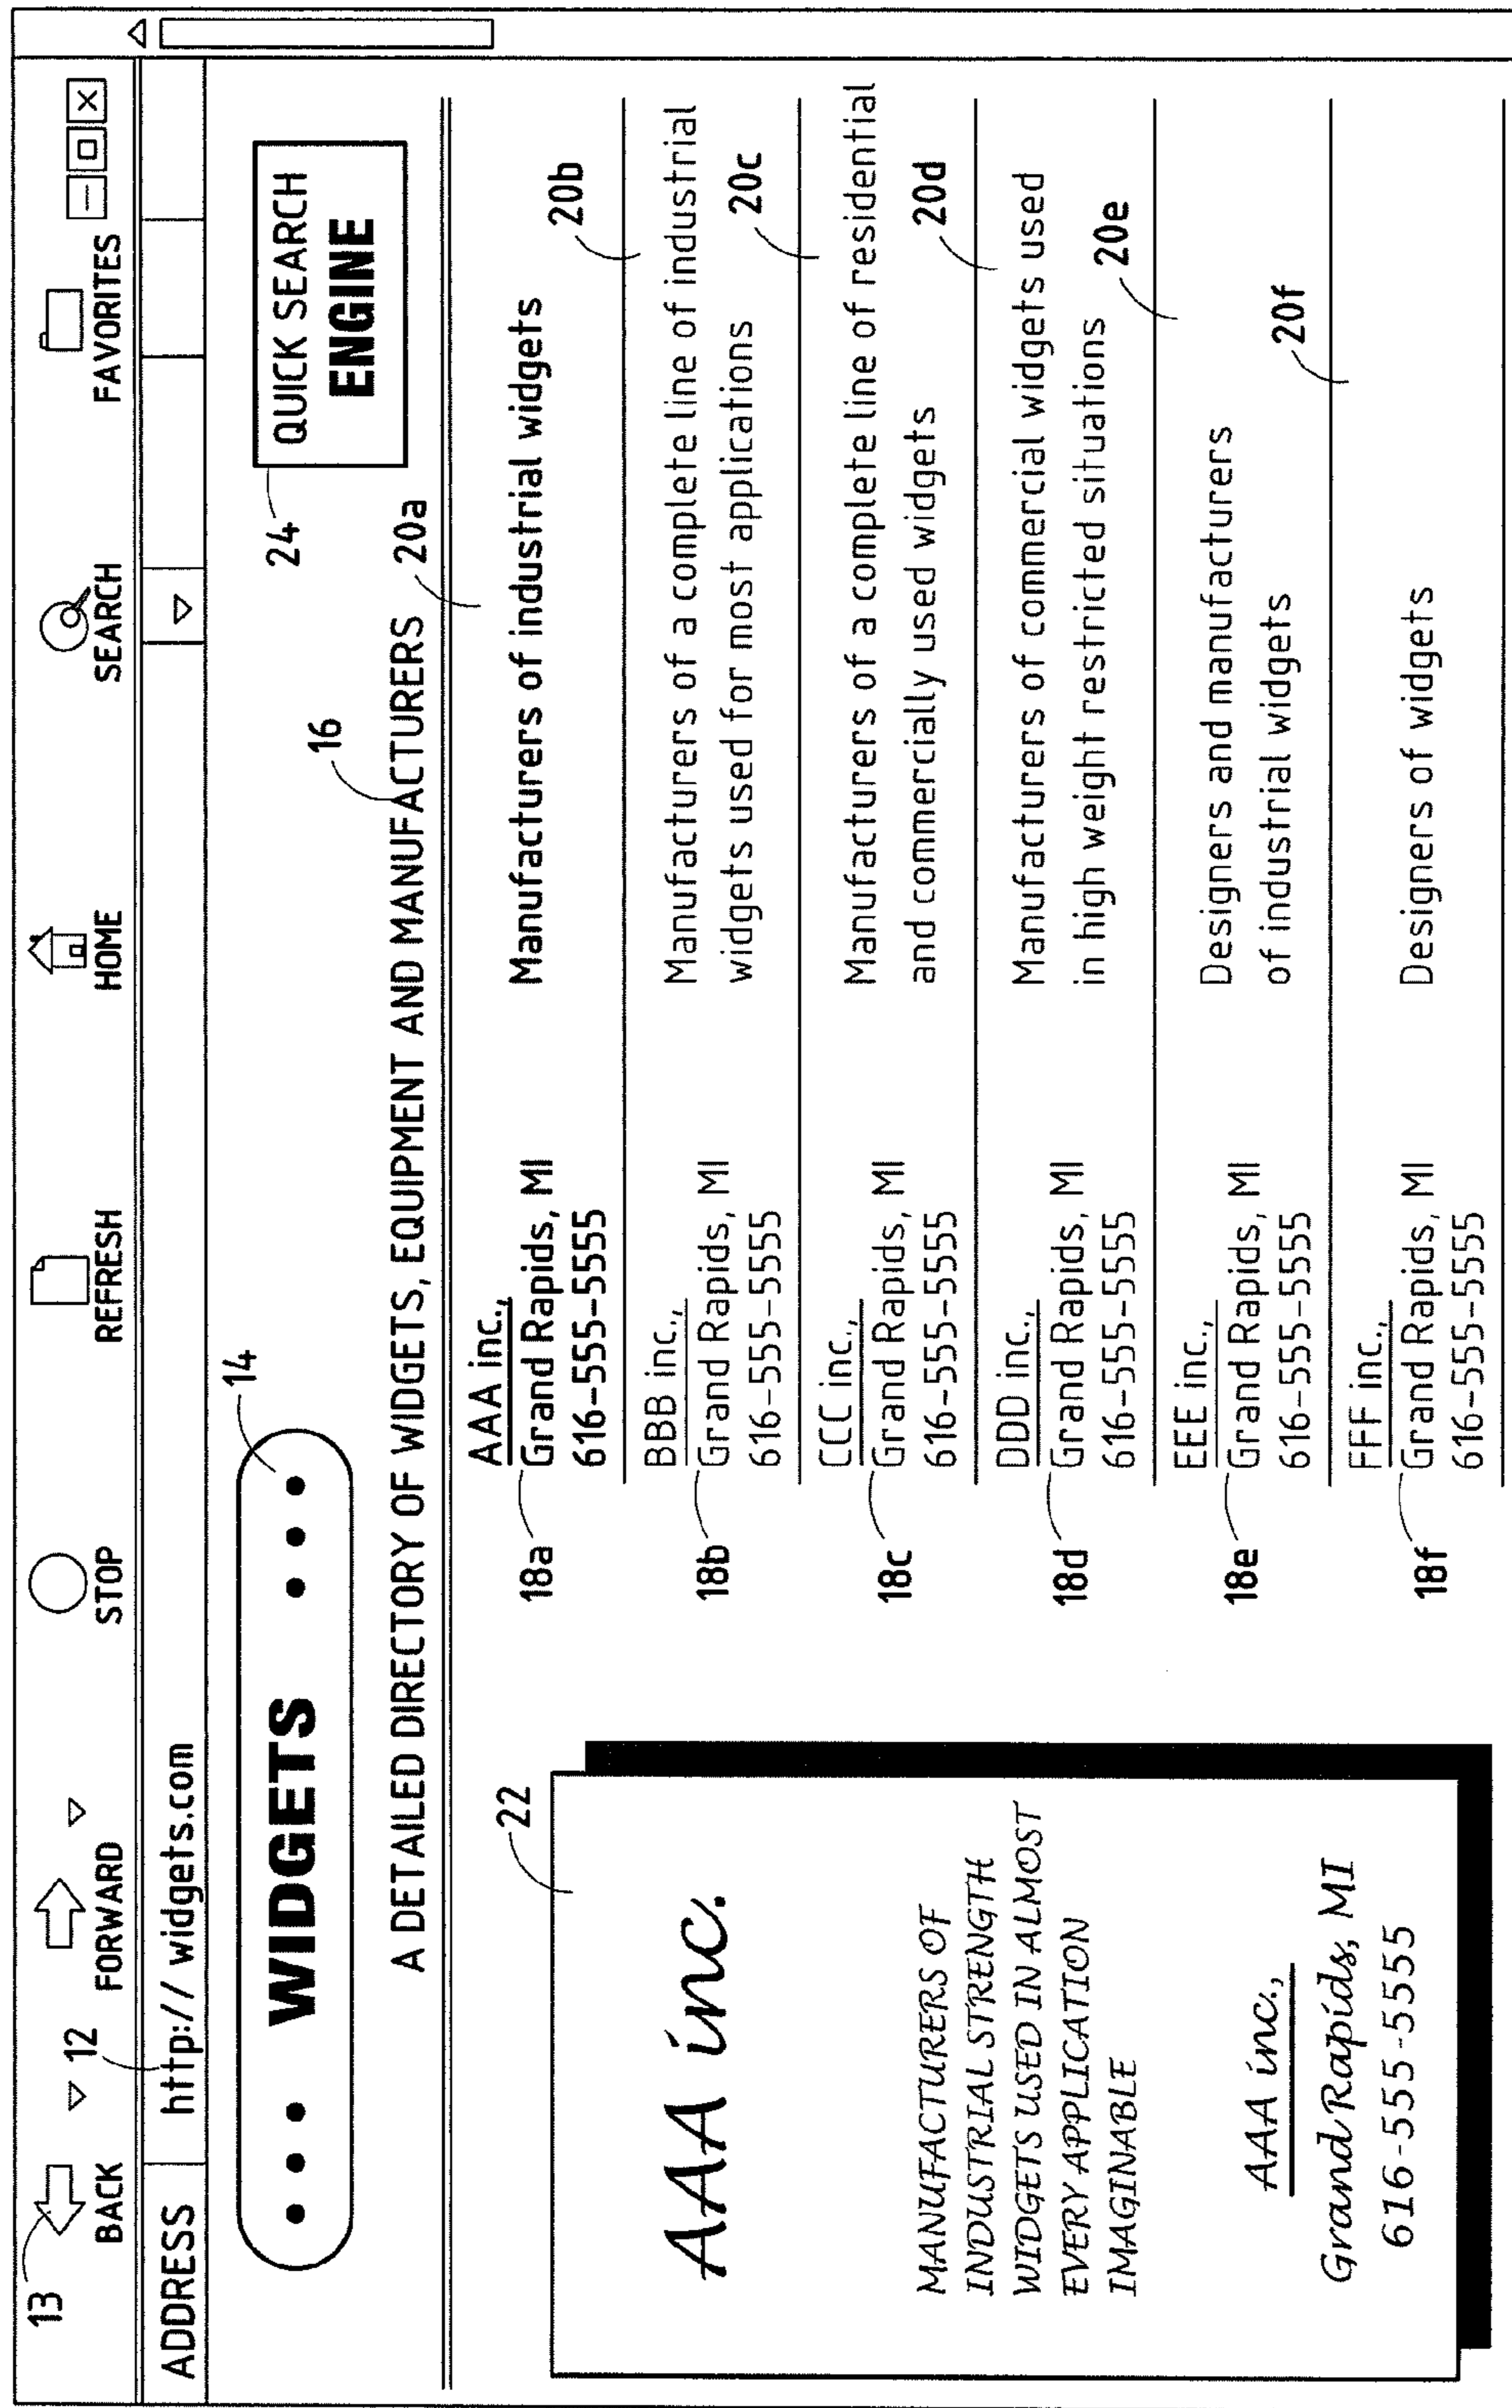 13
12
BACK
FORWARD
STOP
REFRESH
HOME
SEARCH
FAVORITES
ADDRESS
http:// widgets.com
• • • WIDGETS • • •
14
24
QUICK SEARCH
ENGINE
16
A DETAILED DIRECTORY OF WIDGETS, EQUIPMENT AND MANUFACTURERS
20a
22
AAA inc.
MANUFACTURERS OF
INDUSTRIAL STRENGTH
WIDGETS USED IN ALMOST
EVERY APPLICATION
IMAGINABLE
AAA inc.,
Grand Rapids, MI
616-555-5555
18a
AAA inc.,
Grand Rapids, MI
616-555-5555
Manufacturers of industrial widgets
20b
18b
BBB inc.,
Grand Rapids, MI
616-555-5555
Manufacturers of a complete line of industrial
widgets used for most applications
20c
18c
CCC inc.,
Grand Rapids, MI
616-555-5555
Manufacturers of a complete line of residential
and commercially used widgets
20d
18d
DDD inc.,
Grand Rapids, MI
616-555-5555
Manufacturers of commercial widgets used
in high weight restricted situations
20e
18e
EEE inc.,
Grand Rapids, MI
616-555-5555
Designers and manufacturers
of industrial widgets
20f
18f
FFF inc.,
Grand Rapids, MI
616-555-5555
Designers of widgets